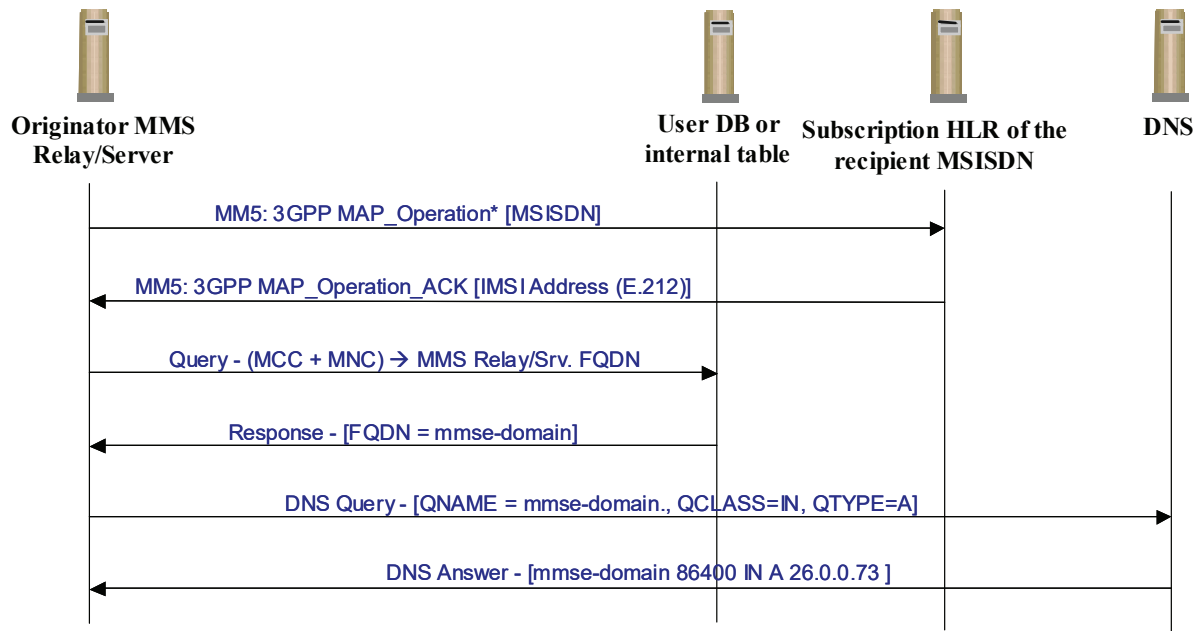 Originator MMS
Relay/Server
User DB or
internal table
Subscription HLR of the
recipient MSISDN
DNS
MM5: 3GPP MAP_Operation* [MSISDN]
MM5: 3GPP MAP_Operation_ACK [IMSI Address (E.212)]
Query - (MCC + MNC) → MMS Relay/Srv. FQDN
Response - [FQDN = mmse-domain]
DNS Query - [QNAME = mmse-domain., QCLASS=IN, QTYPE=A]
DNS Answer - [mmse-domain 86400 IN A 26.0.0.73 ]